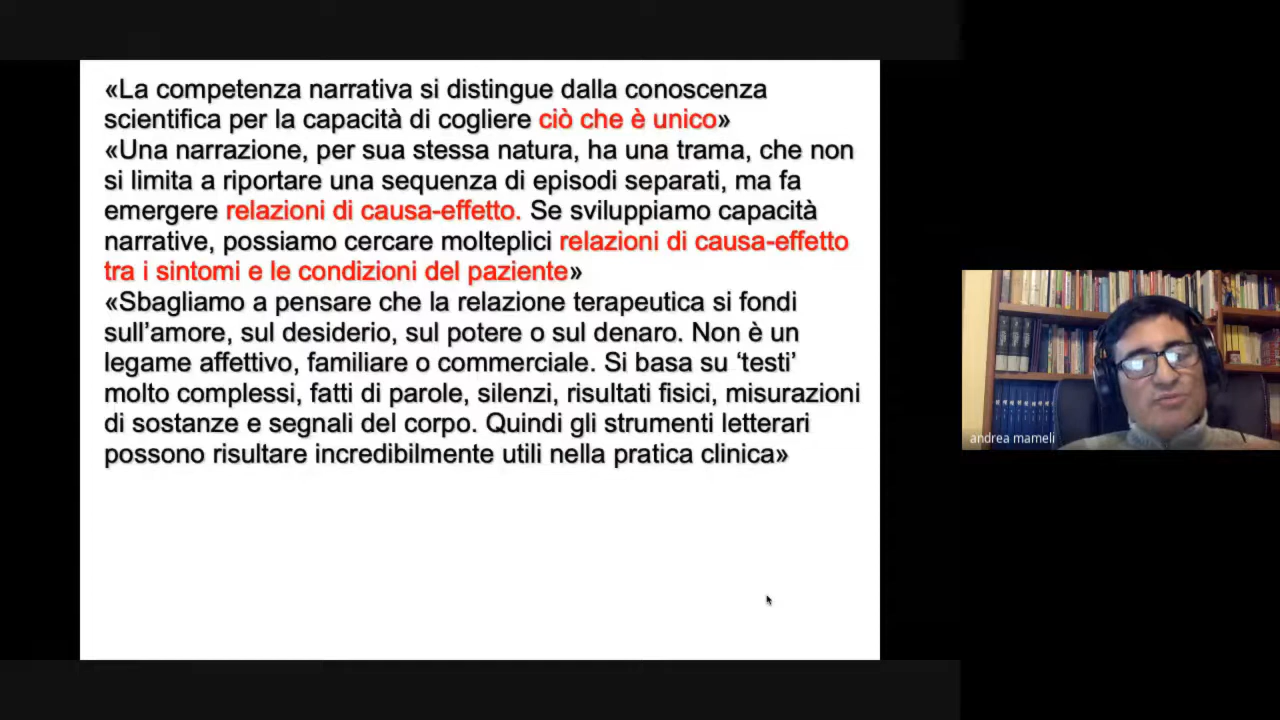 «La competenza narrativa si distingue dalla conoscenza
scientifica per la capacità di cogliere ciò che è unico»
«Una narrazione, per sua stessa natura, ha una trama, che non
si limita a riportare una sequenza di episodi separati, ma fa
emergere relazioni di causa-effetto. Se sviluppiamo capacità
narrative, possiamo cercare molteplici relazioni di causa-effetto
tra i sintomi e le condizioni del paziente»
«Sbagliamo a pensare che la relazione terapeutica si fondi
sull’amore, sul desiderio, sul potere o sul denaro. Non è un
legame affettivo, familiare o commerciale. Si basa su ‘testi’
molto complessi, fatti di parole, silenzi, risultati fisici, misurazioni
di sostanze e segnali del corpo. Quindi gli strumenti letterari
possono risultare incredibilmente utili nella pratica clinica»
andrea mameli